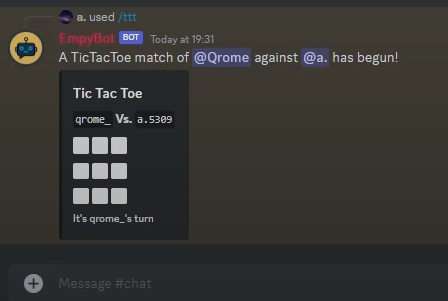 a. used /ttt
EmpyBot BOT Today at 19:31
A TicTacToe match of @Qrome against @a. has begun!
Tic Tac Toe
qrome_ Vs. a.5309
It's qrome_'s turn
Message #chat